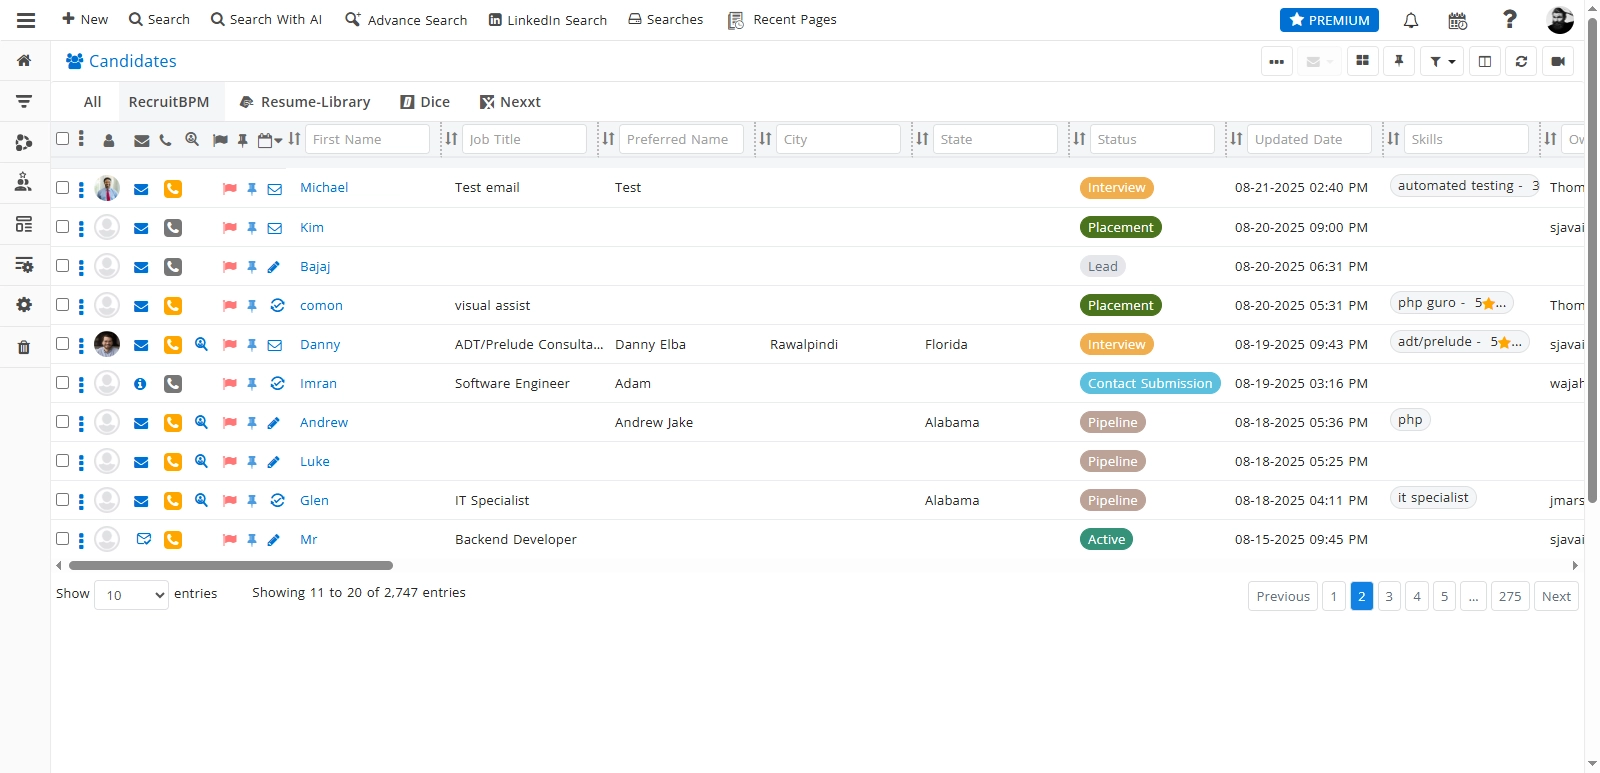 New Search Search With AI Advance Search LinkedIn Search Searches Recent Pages PREMIUM
Candidates
All RecruitBPM Resume-Library Dice Nexxt
First Name Job Title Preferred Name City State Status Updated Date Skills Ow
Michael Test email Test Interview 08-21-2025 02:40 PM automated testing - 3 Thom
Kim Placement 08-20-2025 09:00 PM sjavai
Bajaj Lead 08-20-2025 06:31 PM
comon visual assist Placement 08-20-2025 05:31 PM php guro - 5... Thom
Danny ADT/Prelude Consulta... Danny Elba Rawalpindi Florida Interview 08-19-2025 09:43 PM adt/prelude - 5... sjavai
Imran Software Engineer Adam Contact Submission 08-19-2025 03:16 PM wajah
Andrew Andrew Jake Alabama Pipeline 08-18-2025 05:36 PM php
Luke Pipeline 08-18-2025 05:25 PM
Glen IT Specialist Alabama Pipeline 08-18-2025 04:11 PM it specialist jmars
Mr Backend Developer Active 08-15-2025 09:45 PM sjavai
Show 10 entries Showing 11 to 20 of 2,747 entries Previous 1 2 3 4 5 ... 275 Next